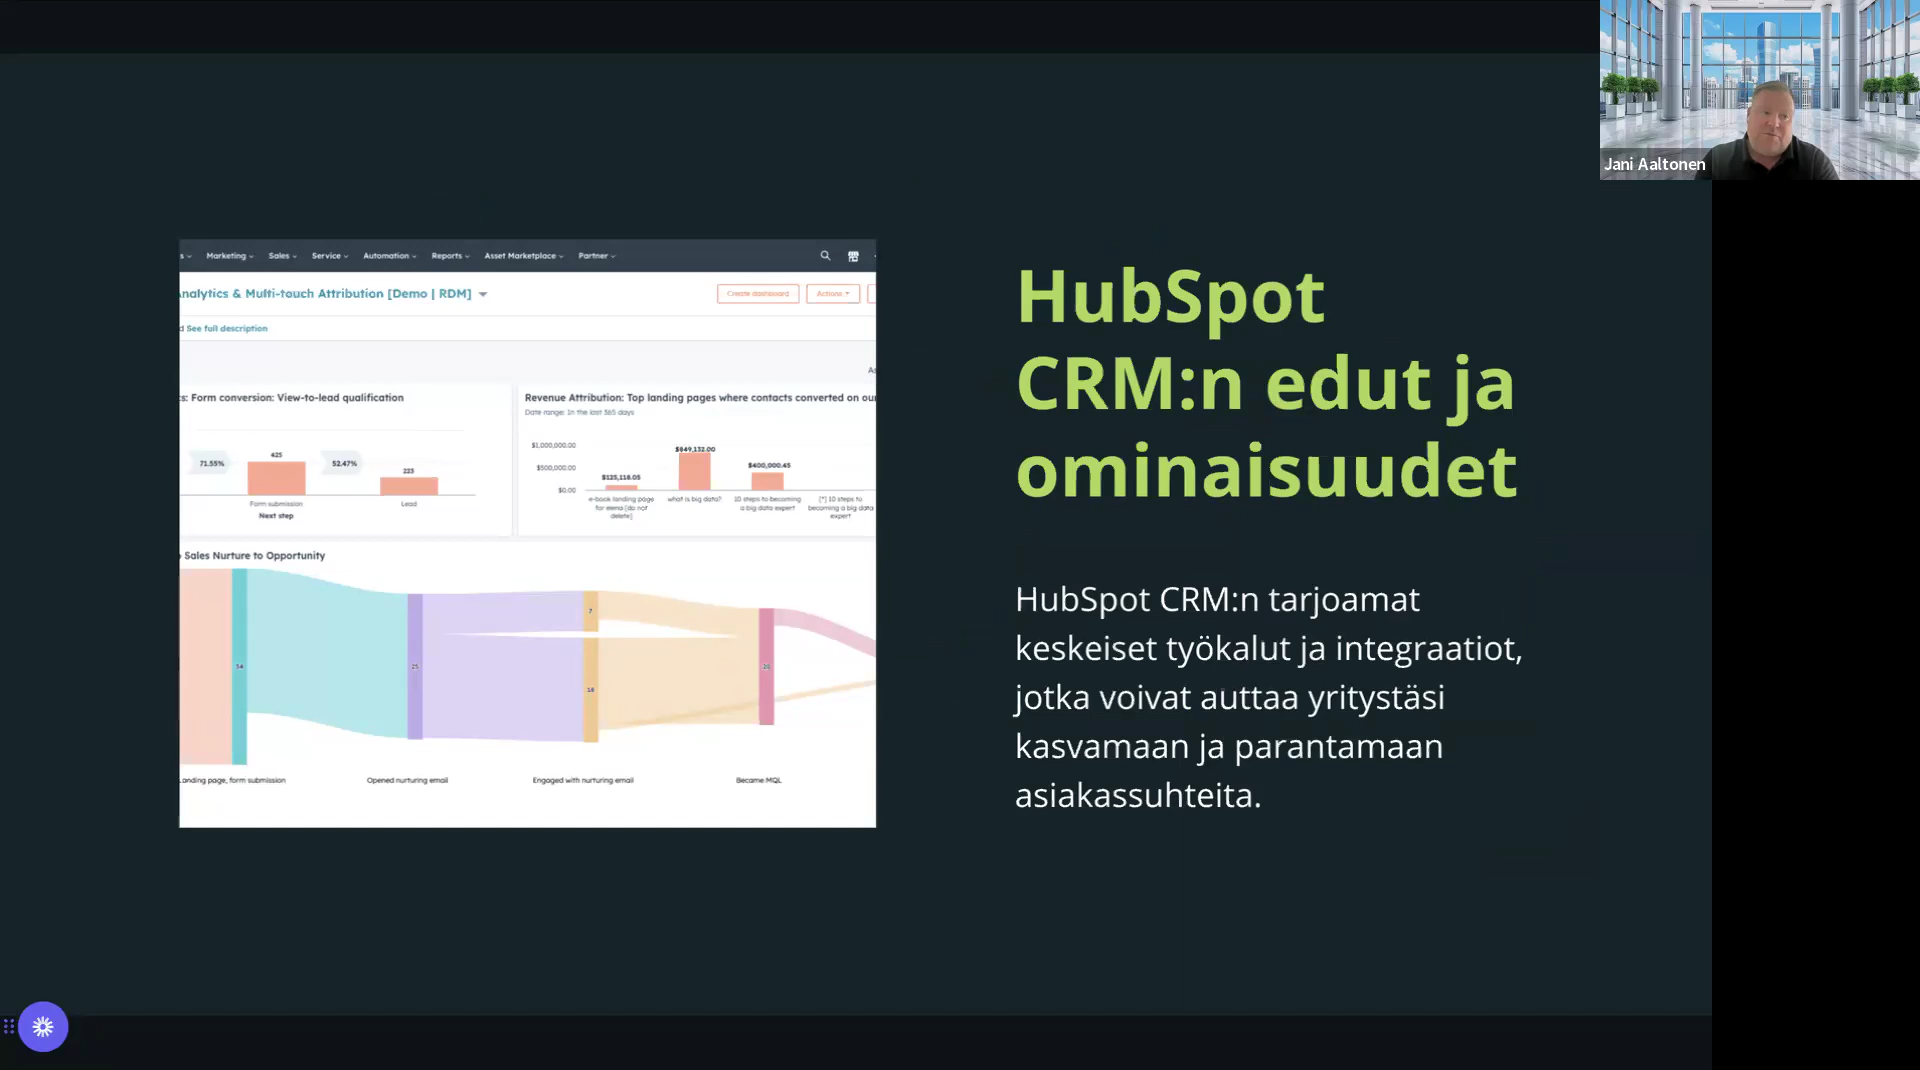 Jani Aaltonen
Marketing Sales Service Automation Reports Asset Marketplace Partner
nalytics & Multi-touch Attribution [Demo | RDM]
Create dashboard
Actions
d See full description
s: Form conversion: View-to-lead qualification
71.55%
425
52.47%
223
Form submission
Lead
Next step
Revenue Attribution: Top landing pages where contacts converted on ou
Date range: In the last 365 days
$1,000,000.00
$500,000.00
$0.00
$125,118.05
$849,132.00
$400,000.45
e-book landing page
for demo [do not
delete]
what is big data?
10 steps to becoming
a big data expert
[*] 10 steps to
becoming a big data
expert
Sales Nurture to Opportunity
25
7
18
Landing page, form submission
Opened nurturing email
Engaged with nurturing email
Became MQL
HubSpot
CRM:n edut ja
ominaisuudet
HubSpot CRM:n tarjoamat
keskeiset työkalut ja integraatiot,
jotka voivat auttaa yritystäsi
kasvamaan ja parantamaan
asiakassuhteita.